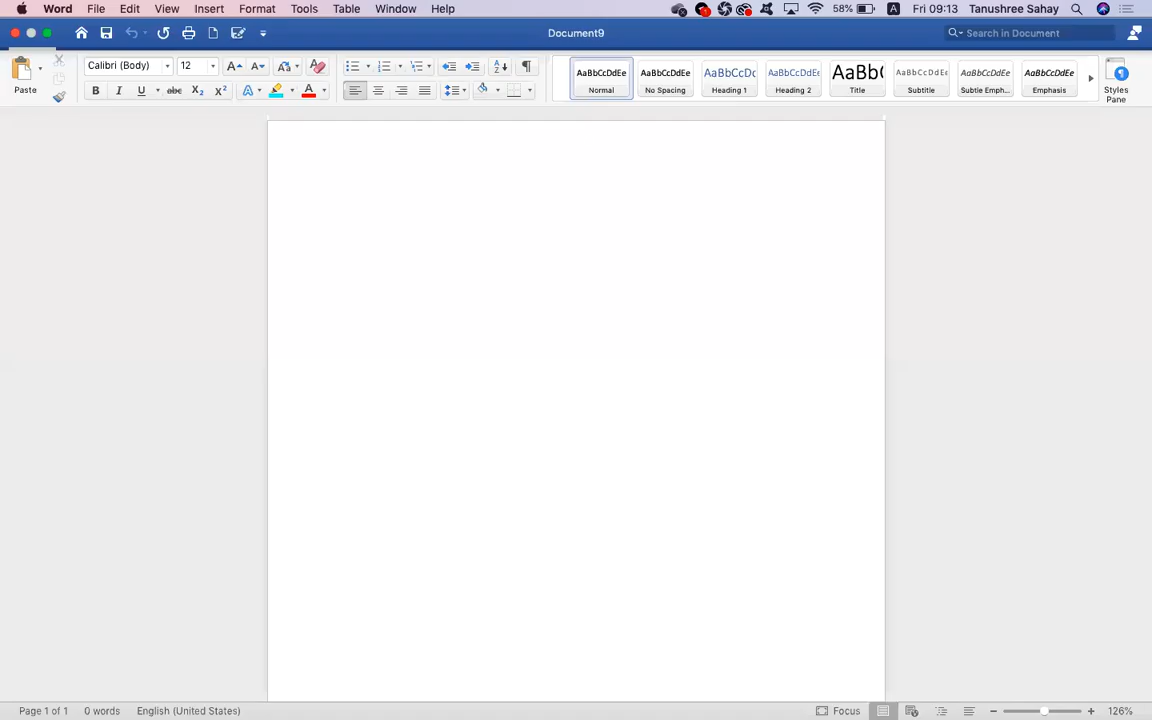 Word File Edit View Insert Format Tools Table Window Help 58% A Fri 09:13 Tanushree Sahay
Document9 Search in Document
Calibri (Body) 12
Paste
AaBbCcDdEe AaBbCcDdEe AaBbCcDc AaBbCcDdEe AaBb( AaBbCcDdEe AaBbCcDdEe AaBbCcDdEe
Normal No Spacing Heading 1 Heading 2 Title Subtitle Subtle Emph... Emphasis
Styles
Pane
Page 1 of 1 0 words English (United States) Focus 126%